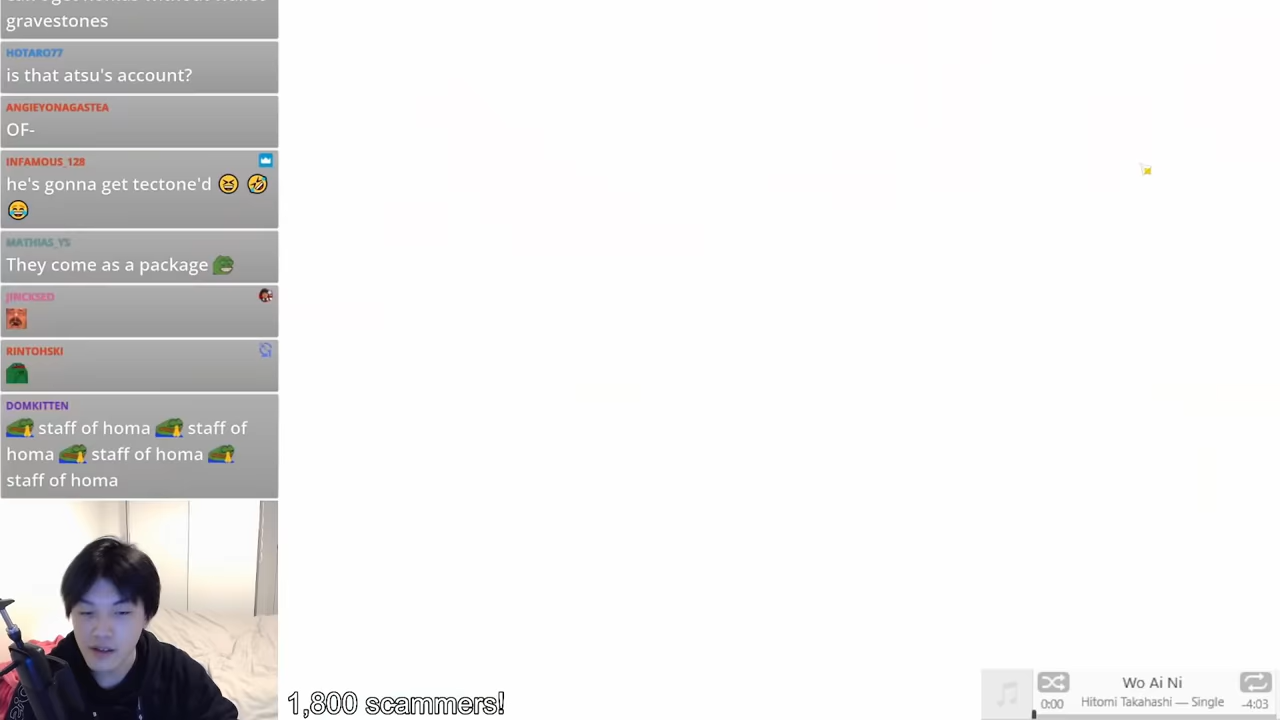 gravestones
HOTARO77
is that atsu's account?
ANGIEYONAGASTEA
OF-
INFAMOUS_128
he's gonna get tectone'd
MATHIAS_YS
They come as a package
JINCKSED
RINTOHSKI
DOMKITTEN
staff of homa staff of
homa staff of homa
staff of homa
1,800 scammers!
Wo Ai Ni
0:00 Hitomi Takahashi — Single -4:03